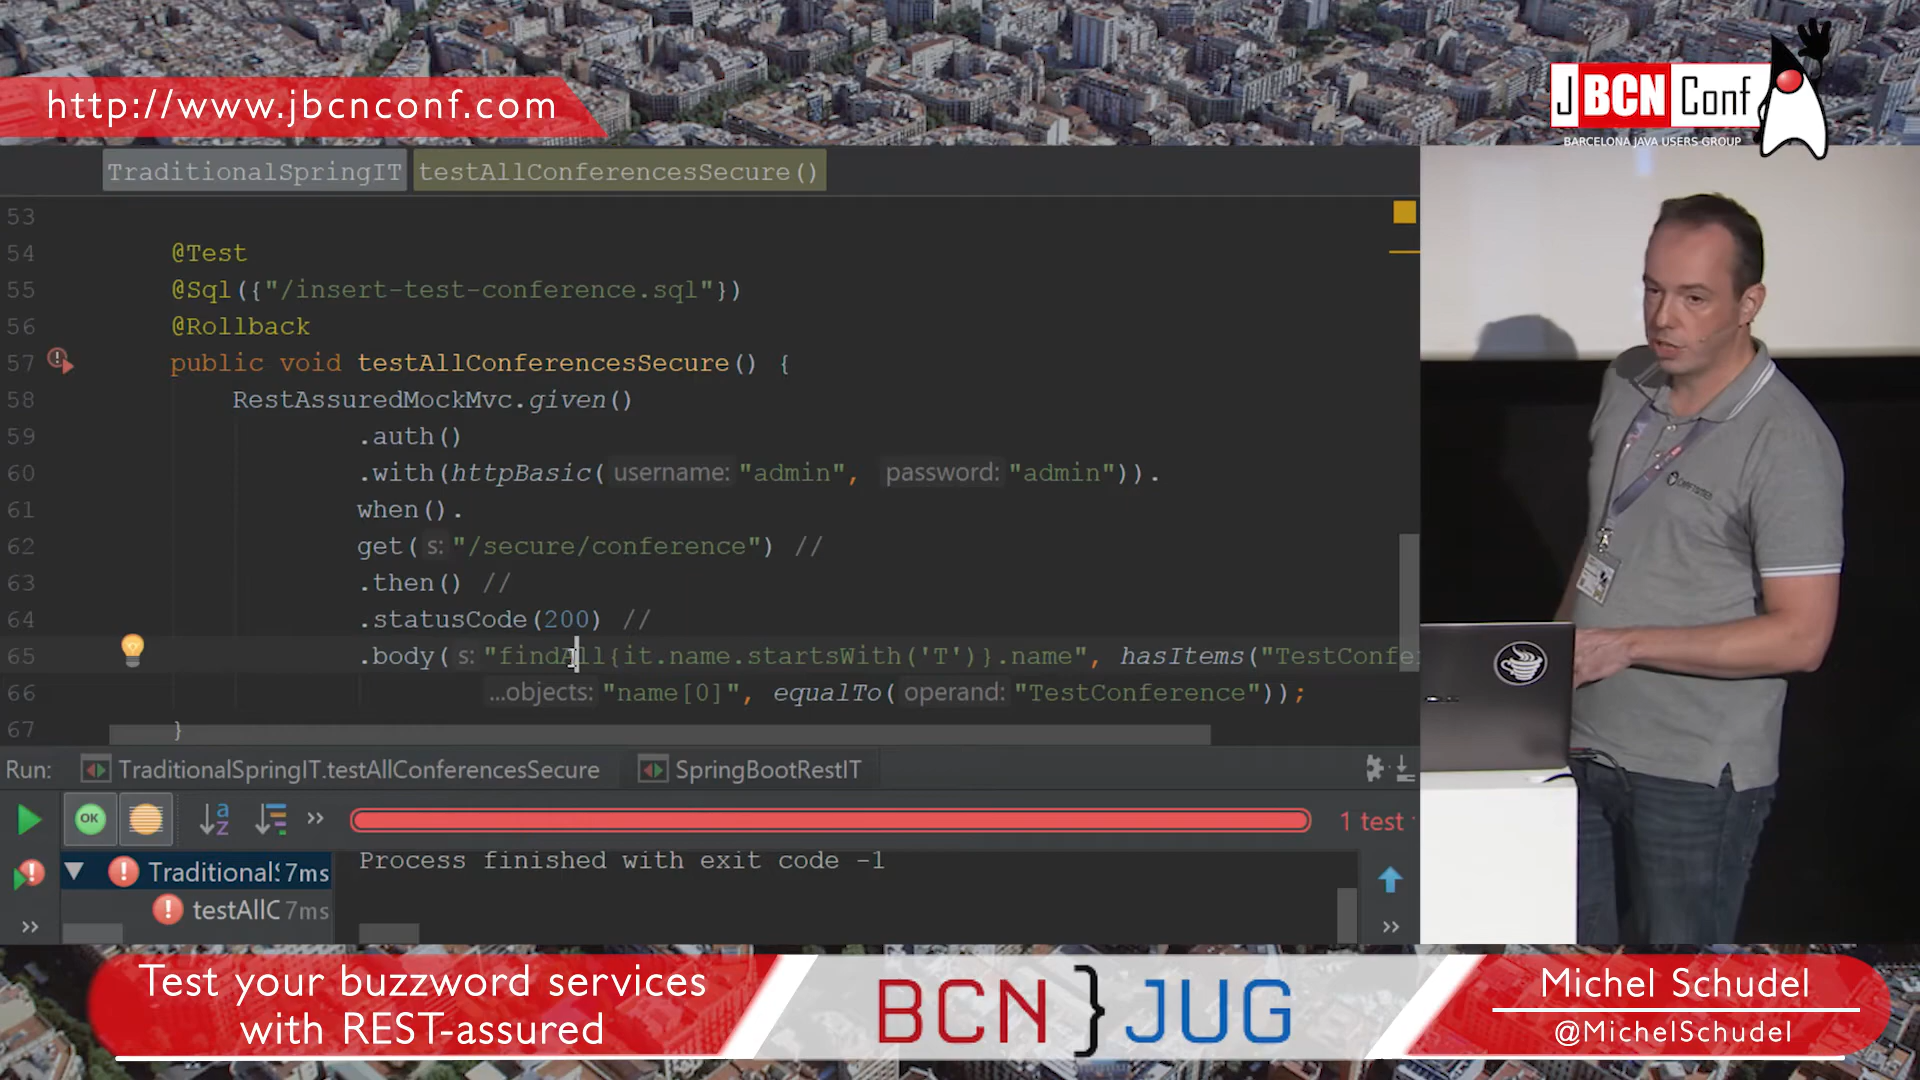 http://www.jbcnconf.com
JBCNConf
BARCELONA JAVA USERS GROUP
TraditionalSpringIT testAllConferencesSecure()
53
54 @Test
55 @Sql({"/insert-test-conference.sql"})
56 @Rollback
57 public void testAllConferencesSecure() {
58 RestAssuredMockMvc.given()
59 .auth()
60 .with(httpBasic( username: "admin", password: "admin")).
61 when().
62 get( s: "/secure/conference") //
63 .then() //
64 .statusCode(200) //
65 .body( s: "findAll{it.name.startsWith('T')}.name", hasItems("TestConfe
66 ...objects: "name[0]", equalTo( operand: "TestConference"));
67 }
Run: TraditionalSpringIT.testAllConferencesSecure SpringBootRestIT
OK a z » 1 test
Traditional 7ms Process finished with exit code -1
testAllC 7ms
» »
Test your buzzword services
with REST-assured
BCN } JUG
Michel Schudel
@MichelSchudel